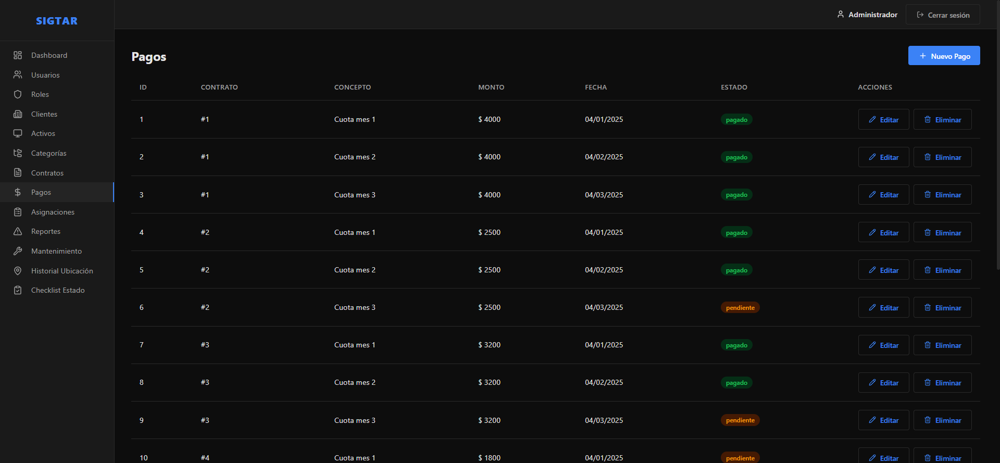 SIGTAR
Administrador
Cerrar sesión
Dashboard
Usuarios
Roles
Clientes
Activos
Categorías
Contratos
Pagos
Asignaciones
Reportes
Mantenimiento
Historial Ubicación
Checklist Estado
Pagos
Nuevo Pago
ID CONTRATO CONCEPTO MONTO FECHA ESTADO ACCIONES
1 #1 Cuota mes 1 $ 4000 04/01/2025 pagado Editar Eliminar
2 #1 Cuota mes 2 $ 4000 04/02/2025 pagado Editar Eliminar
3 #1 Cuota mes 3 $ 4000 04/03/2025 pagado Editar Eliminar
4 #2 Cuota mes 1 $ 2500 04/01/2025 pagado Editar Eliminar
5 #2 Cuota mes 2 $ 2500 04/02/2025 pagado Editar Eliminar
6 #2 Cuota mes 3 $ 2500 04/03/2025 pendiente Editar Eliminar
7 #3 Cuota mes 1 $ 3200 04/01/2025 pagado Editar Eliminar
8 #3 Cuota mes 2 $ 3200 04/02/2025 pagado Editar Eliminar
9 #3 Cuota mes 3 $ 3200 04/03/2025 pendiente Editar Eliminar
10 #4 Cuota mes 1 $ 1800 04/01/2025 pendiente Editar Eliminar